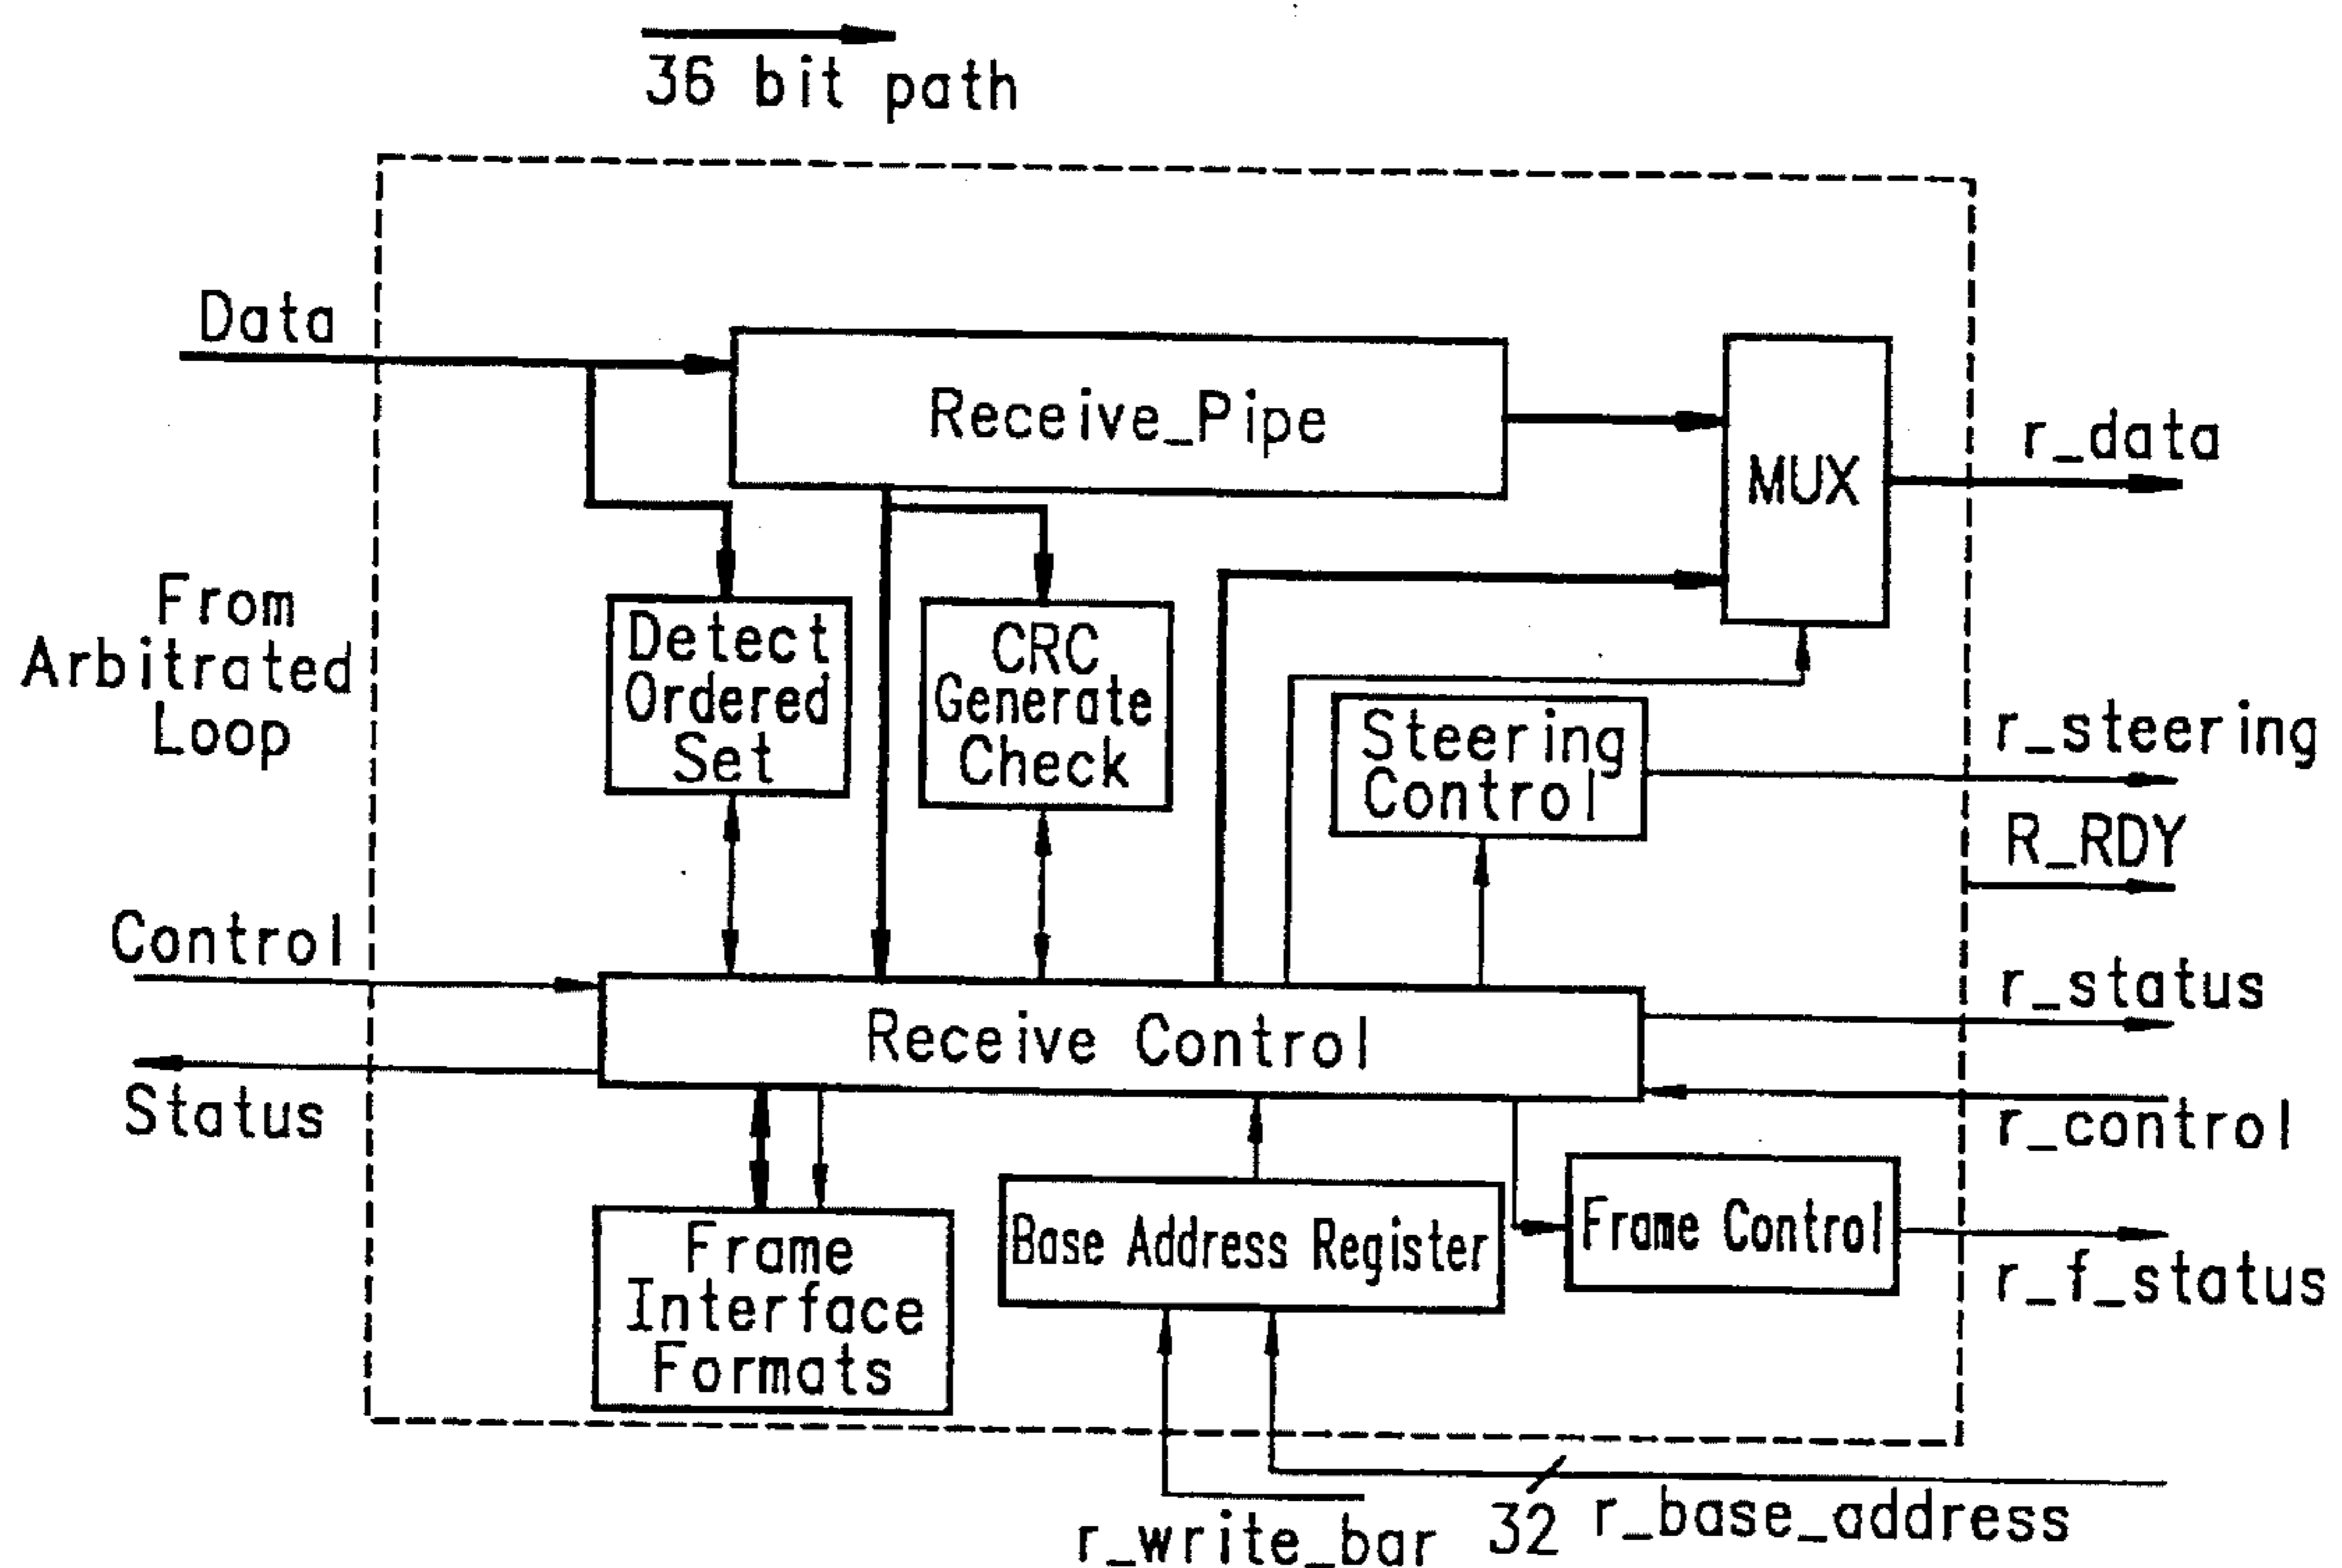 36 bit path
Data
Receive_Pipe
MUX
r_data
From
Arbitrated
Loop
Detect
Ordered
Set
CRC
Generate
Check
Steering
Control
r_steering
R_RDY
Control
Status
Receive Control
r_status
r_control
Frame
Interface
Formats
Base Address Register
Frame Control
r_f_status
r_write_bar
32
r_base_address